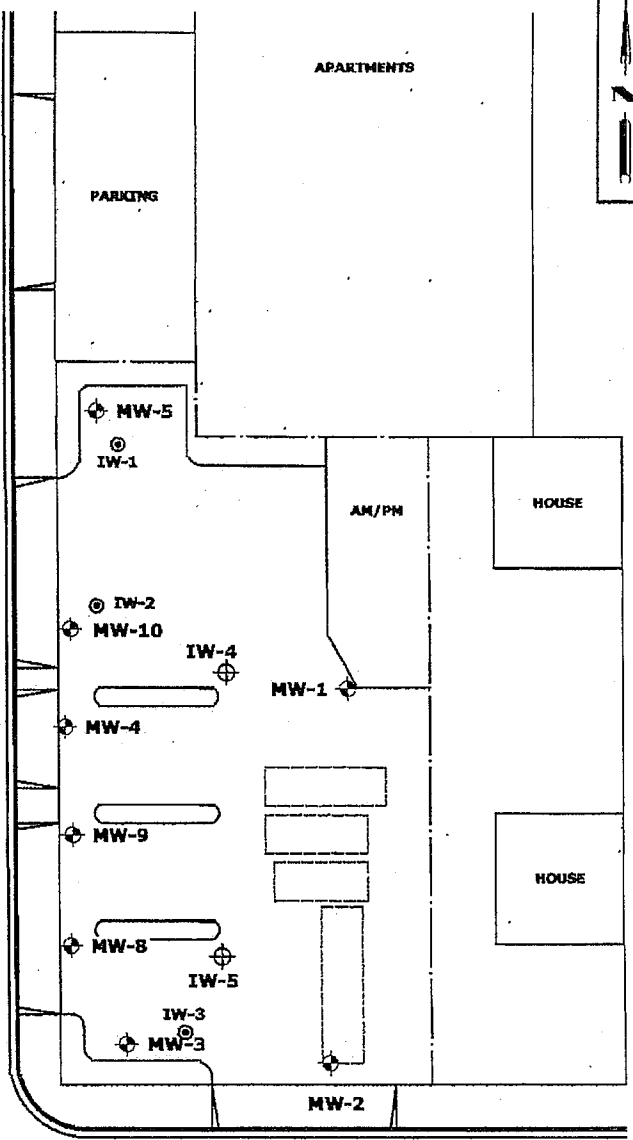 APARTMENTS
N
PARKING
MW-5
IW-1
AM/PM
HOUSE
IW-2
MW-10
IW-4
MW-1
MW-4
MW-9
HOUSE
MW-8
IW-5
IW-3
MW-3
MW-2